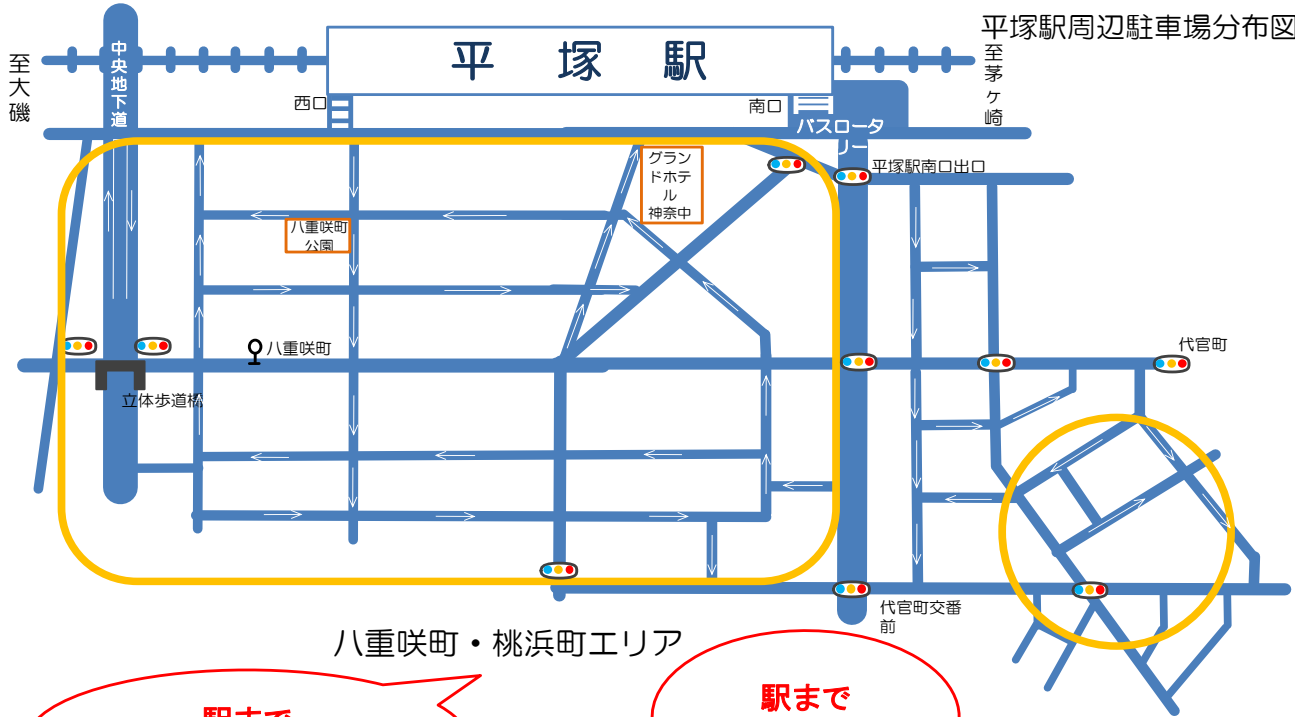 平塚駅周辺駐車場分布図
平塚駅
至大磯
中央地下道
至茅ヶ崎
西口
南口
バスロータ
リー
平塚駅南口出口
グラン
ドホテ
ル
神奈中
八重咲町
公園
八重咲町
代官町
立体歩道橋
代官町交番
前
八重咲町・桃浜町エリア
駅まで
駅まで